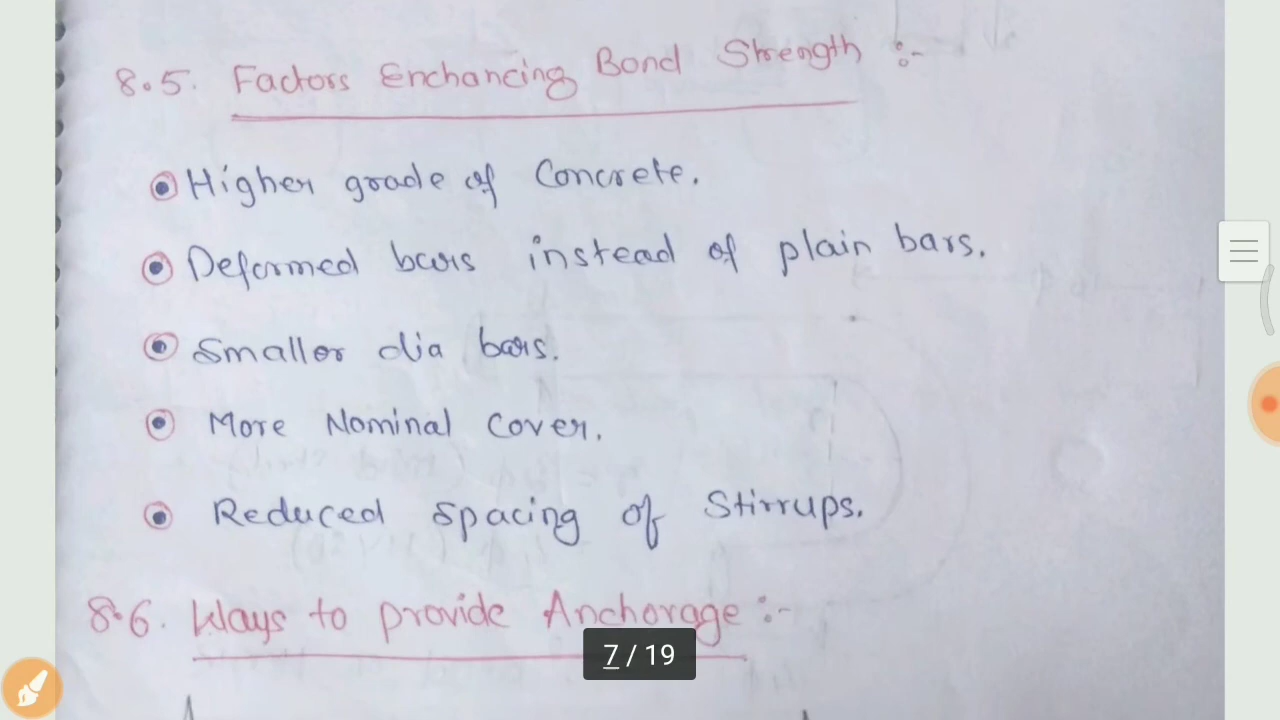 8.5. Factors Enchancing Bond Strength :-
Higher grade of Concrete.
Deformed bars instead of plain bars.
Smaller dia bars.
More Nominal Cover.
Reduced spacing of Stirrups.
8.6. Ways to provide Anchorage :-
7 / 19